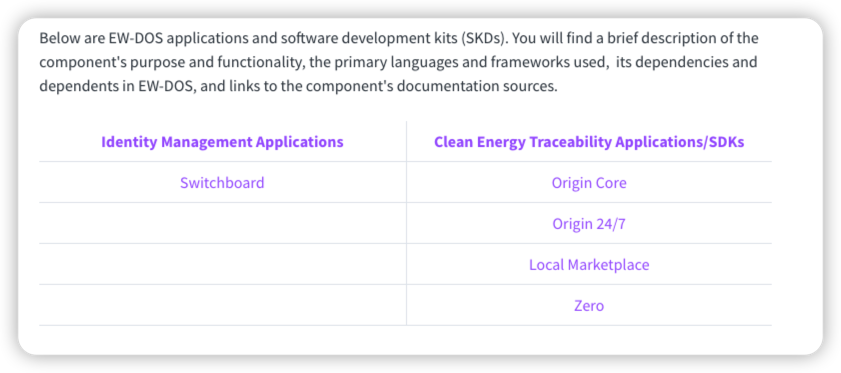 Below are EW-DOS applications and software development kits (SKDs). You will find a brief description of the
component's purpose and functionality, the primary languages and frameworks used,  its dependencies and
dependents in EW-DOS, and links to the component's documentation sources.
Identity Management Applications
Clean Energy Traceability Applications/SDKs
Switchboard
Origin Core
Origin 24/7
Local Marketplace
Zero